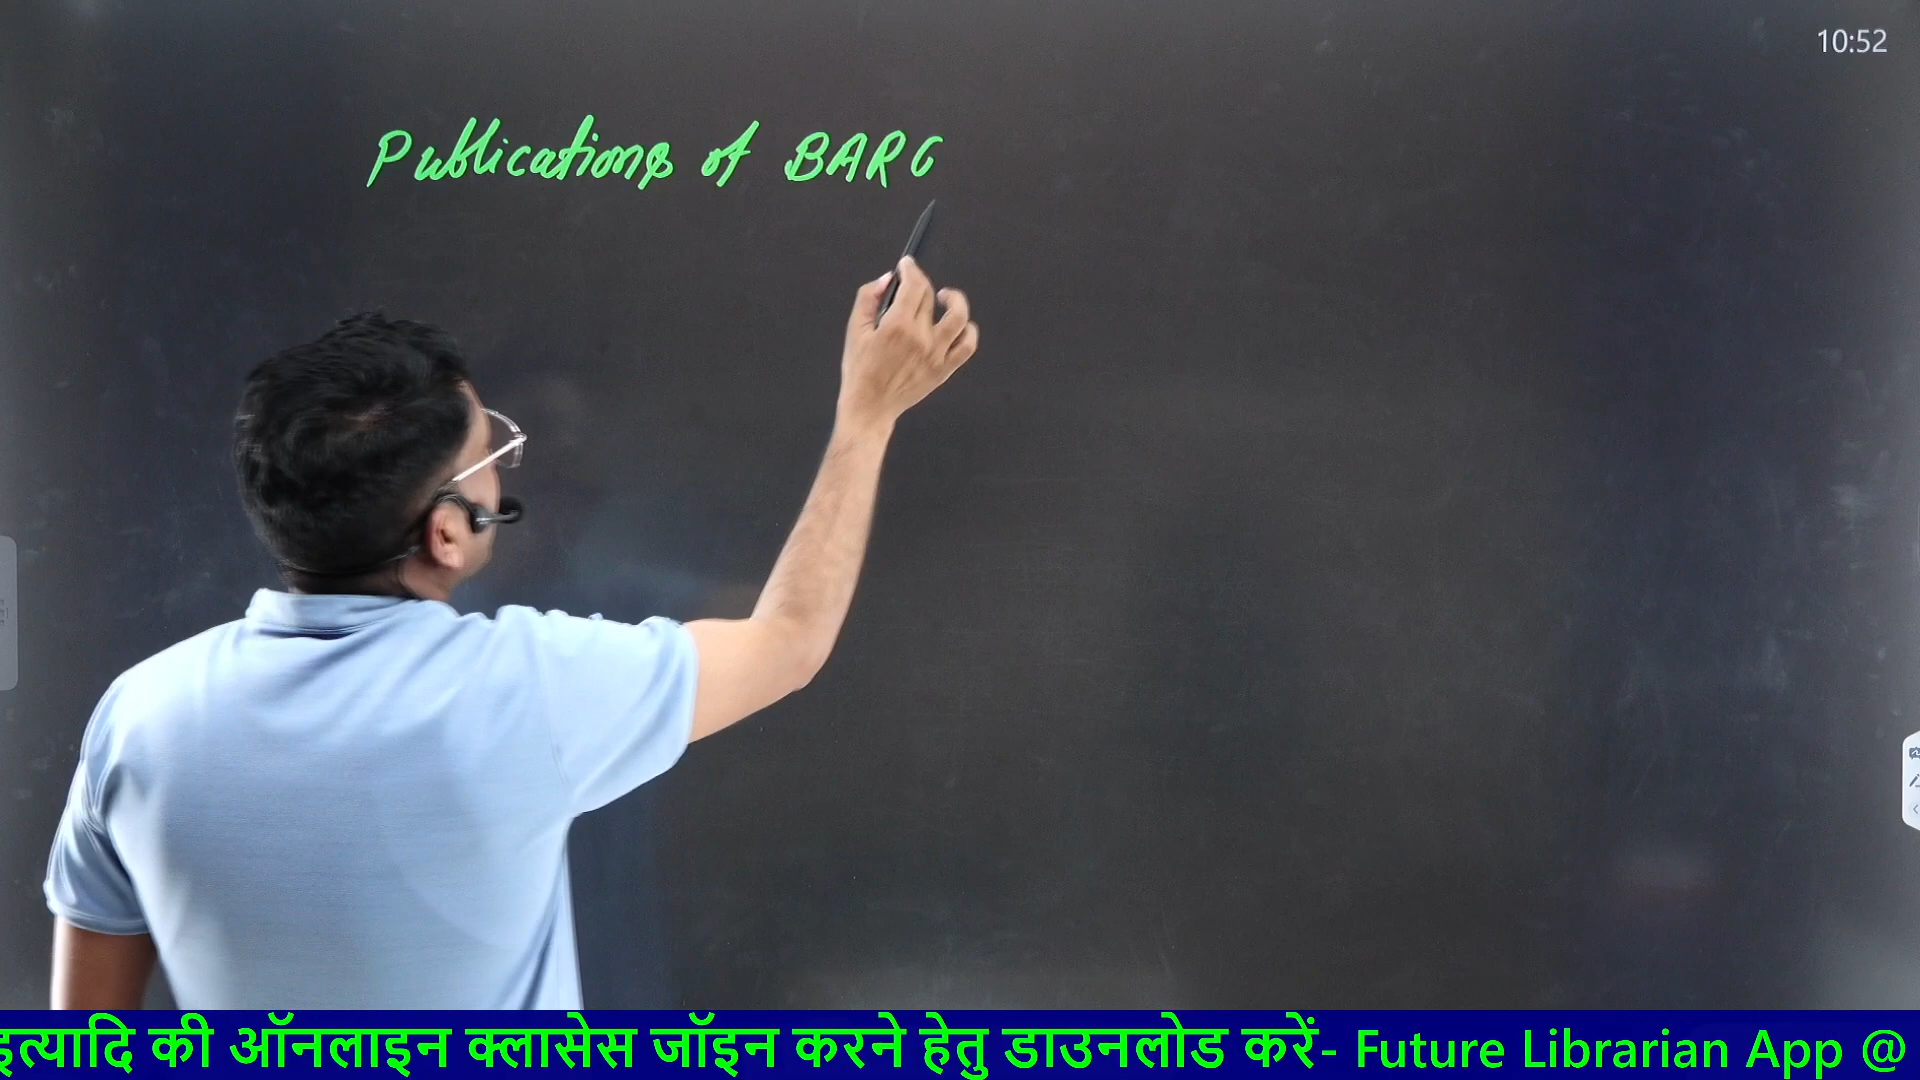 10:52
Publications of BARC
इत्यादि की ऑनलाइन क्लासेस जॉइन करने हेतु डाउनलोड करें- Future Librarian App @